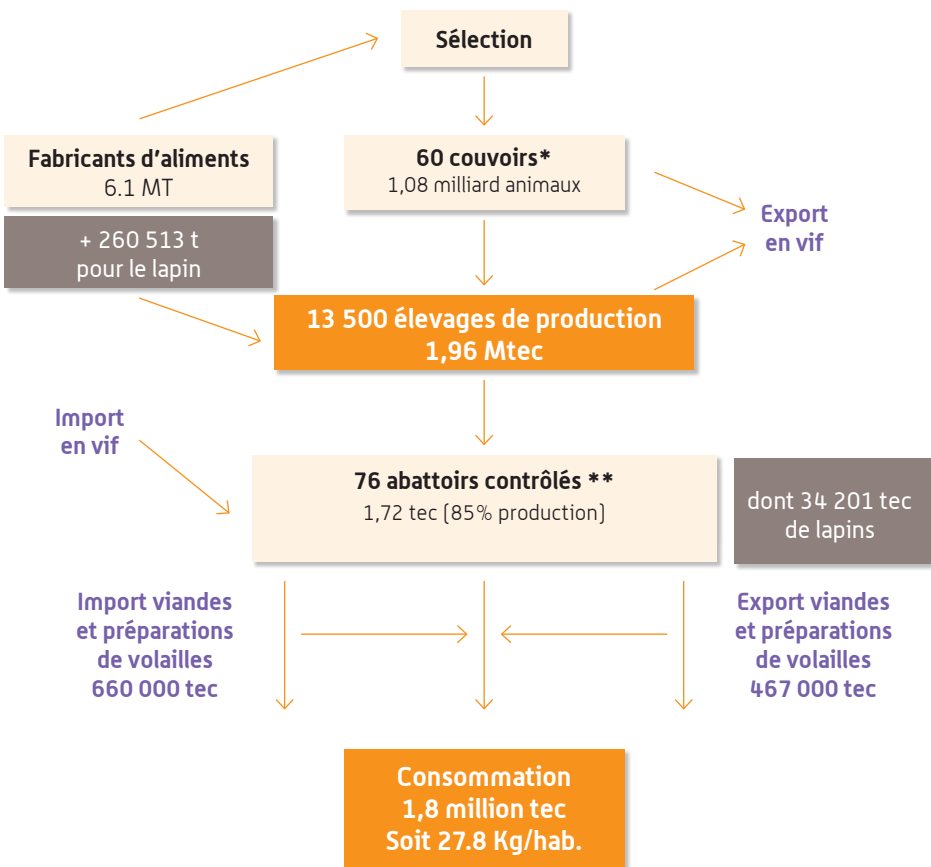 Sélection
Fabricants d'aliments
6.1 MT
+ 260 513 t
pour le lapin
60 couvoirs*
1,08 milliard animaux
Export
en vif
13 500 élevages de production
1,96 Mtec
Import
en vif
76 abattoirs contrôlés **
1,72 tec (85% production)
dont 34 201 tec
de lapins
Import viandes
et préparations
de volailles
660 000 tec
Export viandes
et préparations
de volailles
467 000 tec
Consommation
1,8 million tec
Soit 27.8 Kg/hab.